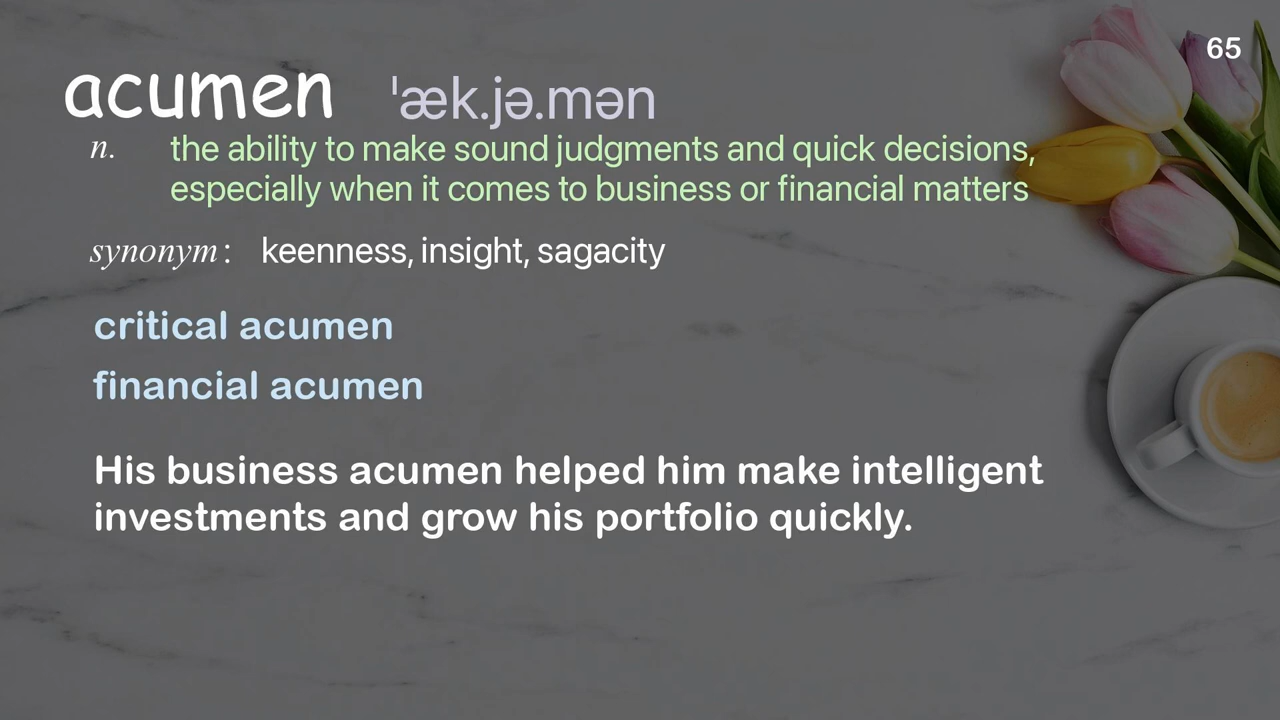 65
acumen ˈæk.jə.mən
n. the ability to make sound judgments and quick decisions,
especially when it comes to business or financial matters
synonym: keenness, insight, sagacity
critical acumen
financial acumen
His business acumen helped him make intelligent
investments and grow his portfolio quickly.